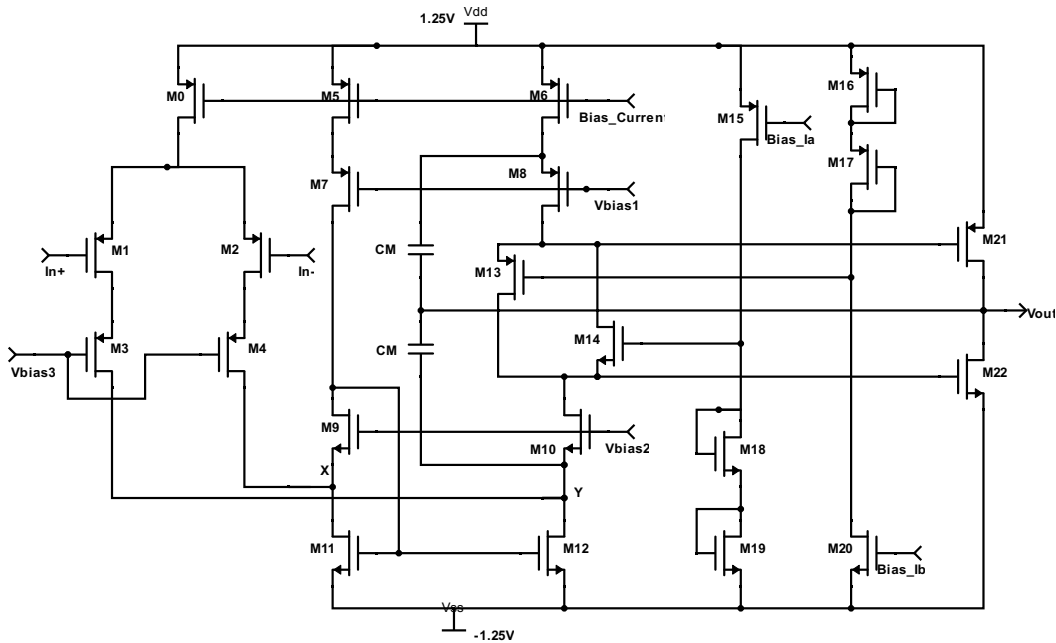 Vdd
1.25V
M0
M5
M6
Bias_Current
M15
Bias_Ia
M16
M17
M7
M8
Vbias1
M1
M2
In+
In-
CM
M13
M21
Vout
M3
M4
Vbias3
CM
M14
M22
M9
M10
Vbias2
M18
X
Y
M11
M12
M19
M20
Bias_Ib
Vss
-1.25V